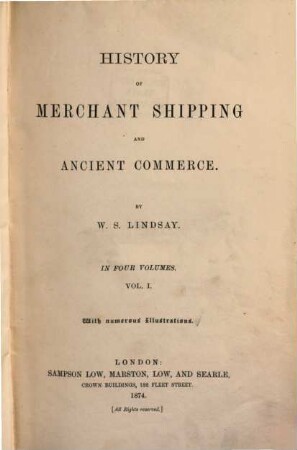 HISTORY
OF
MERCHANT SHIPPING
AND
ANCIENT COMMERCE.
BY
W. S. LINDSAY.
IN FOUR VOLUMES.
VOL. I.
With numerous Illustrations.
LONDON:
SAMPSON LOW, MARSTON, LOW, AND SEARLE,
CROWN BUILDINGS, 188 FLEET STREET.
1874.
[All Rights reserved.]